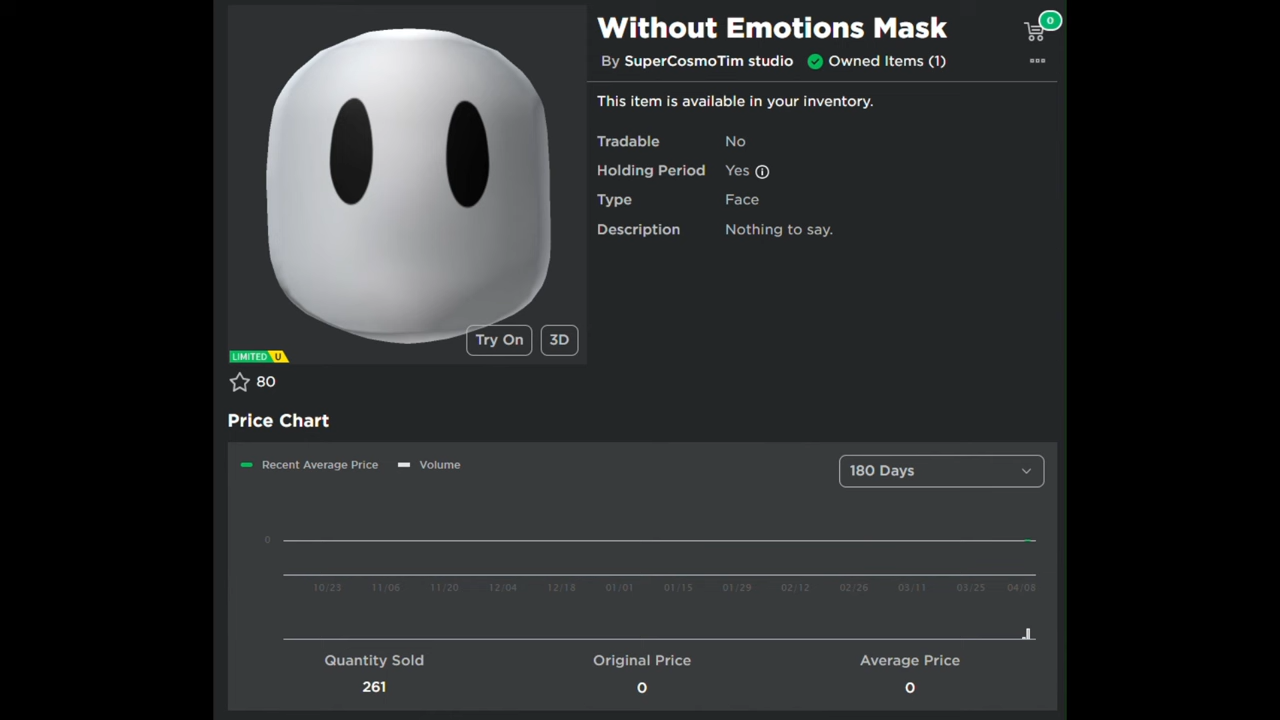 Without Emotions Mask
0
By SuperCosmoTim studio Owned Items (1)
This item is available in your inventory.
Tradable No
Holding Period Yes
Type Face
Description Nothing to say.
Try On 3D
LIMITED U
80
Price Chart
Recent Average Price Volume
180 Days
0
10/23 11/06 11/20 12/04 12/18 01/01 01/15 01/29 02/12 02/26 03/11 03/25 04/08
Quantity Sold Original Price Average Price
261 0 0